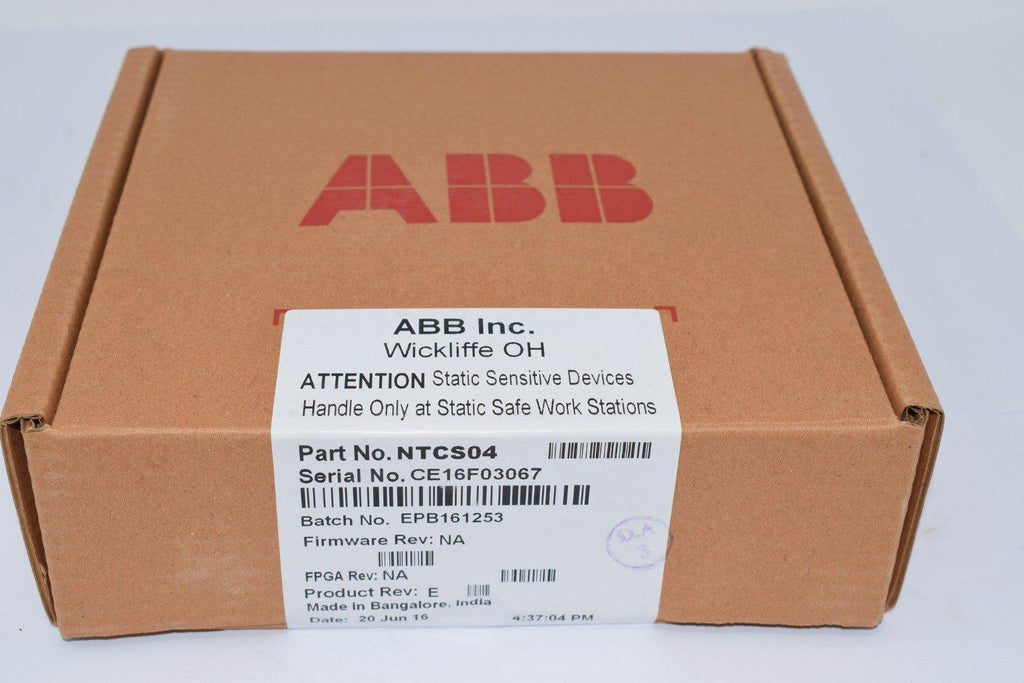 ABB
ABB Inc.
Wickliffe OH
ATTENTION Static Sensitive Devices
Handle Only at Static Safe Work Stations
Part No. NTCS04
Serial No. CE16F03067
Batch No. EPB161253
Firmware Rev: NA
FPGA Rev: NA
Product Rev: E
Made in Bangalore, India
Date: 20 Jun 16 4:37:04 PM
D.A
3